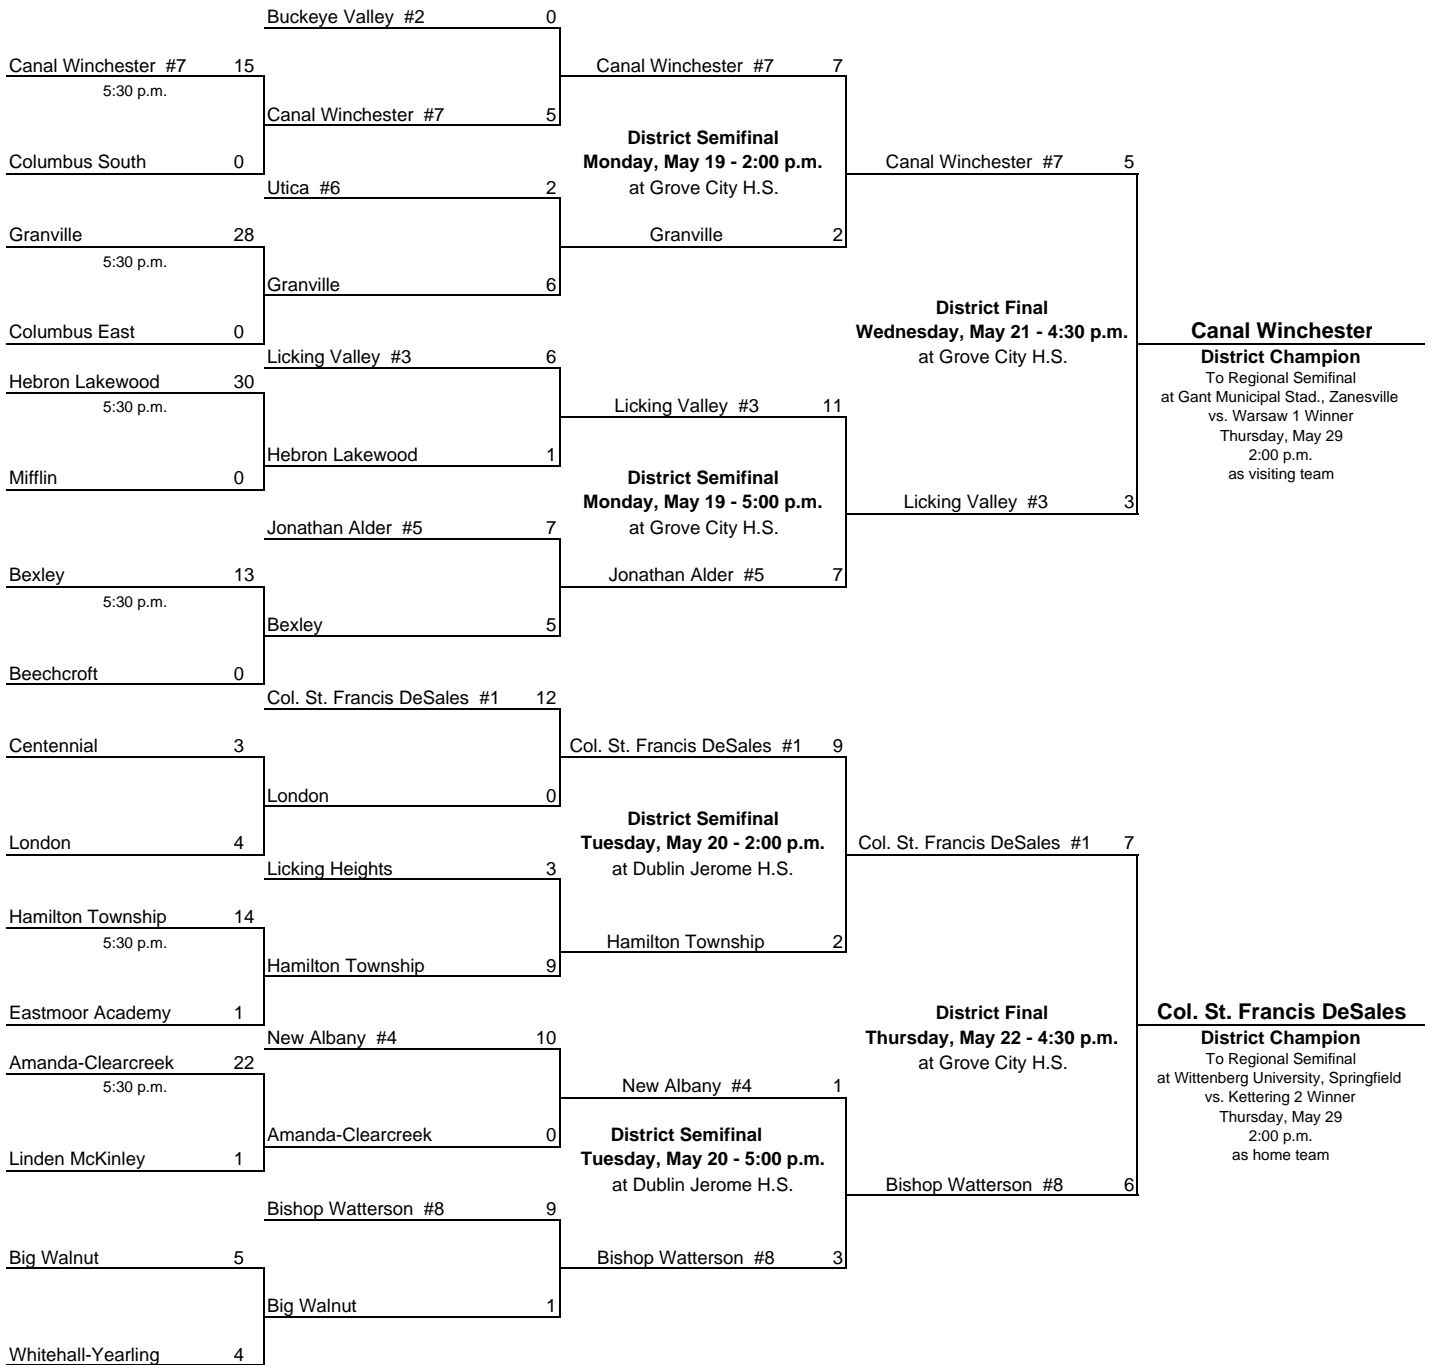 Buckeye Valley #2 0
Canal Winchester #7 15
5:30 p.m.
Canal Winchester #7 5
Columbus South 0
Canal Winchester #7 7
District Semifinal
Monday, May 19 - 2:00 p.m.
at Grove City H.S.
Utica #6 2
Granville 28
5:30 p.m.
Granville 6
Columbus East 0
Granville 2
Canal Winchester #7 5
District Final
Wednesday, May 21 - 4:30 p.m.
at Grove City H.S.
Canal Winchester
District Champion
To Regional Semifinal
at Gant Municipal Stad., Zanesville
vs. Warsaw 1 Winner
Thursday, May 29
2:00 p.m.
as visiting team
Licking Valley #3 6
Hebron Lakewood 30
5:30 p.m.
Hebron Lakewood 1
Mifflin 0
Licking Valley #3 11
District Semifinal
Monday, May 19 - 5:00 p.m.
at Grove City H.S.
Licking Valley #3 3
Jonathan Alder #5 7
Bexley 13
5:30 p.m.
Jonathan Alder #5 7
Bexley 5
Beechcroft 0
Col. St. Francis DeSales #1 12
Centennial 3
Col. St. Francis DeSales #1 9
London 0
London 4
District Semifinal
Tuesday, May 20 - 2:00 p.m.
at Dublin Jerome H.S.
Col. St. Francis DeSales #1 7
Licking Heights 3
Hamilton Township 14
5:30 p.m.
Hamilton Township 2
Hamilton Township 9
Eastmoor Academy 1
District Final
Thursday, May 22 - 4:30 p.m.
at Grove City H.S.
Col. St. Francis DeSales
District Champion
To Regional Semifinal
at Wittenberg University, Springfield
vs. Kettering 2 Winner
Thursday, May 29
2:00 p.m.
as home team
New Albany #4 10
Amanda-Clearcreek 22
5:30 p.m.
New Albany #4 1
Amanda-Clearcreek 0
Linden McKinley 1
District Semifinal
Tuesday, May 20 - 5:00 p.m.
at Dublin Jerome H.S.
Bishop Watterson #8 6
Bishop Watterson #8 9
Big Walnut 5
Bishop Watterson #8 3
Big Walnut 1
Whitehall-Yearling 4